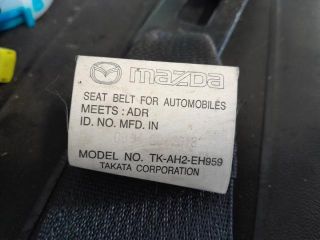 mazda
SEAT BELT FOR AUTOMOBILES
MEETS : ADR
ID. NO. MFD. IN
MODEL NO. TK-AH2-EH959
TAKATA CORPORATION